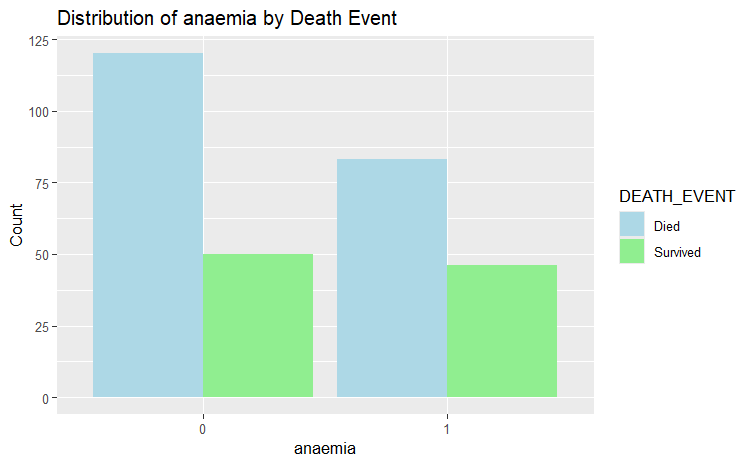 Distribution of anaemia by Death Event
125
100
75
50
25
0
Count
0 1
anaemia
DEATH_EVENT
Died
Survived